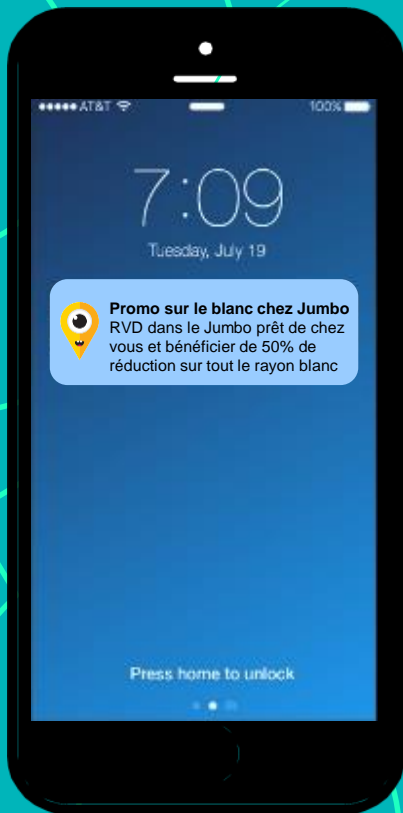 AT&T 100%
7:09
Tuesday, July 19
Promo sur le blanc chez Jumbo
RVD dans le Jumbo prêt de chez
vous et bénéficier de 50% de
réduction sur tout le rayon blanc
Press home to unlock